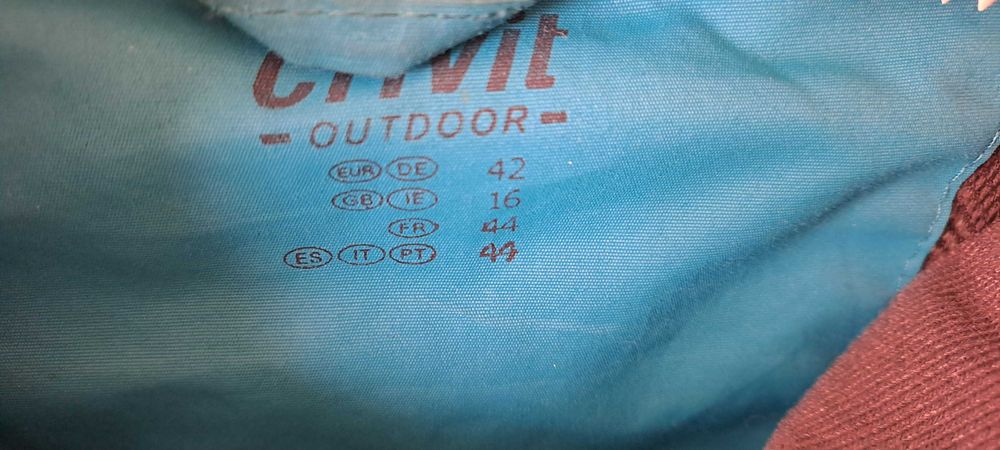 crivit
- OUTDOOR -
EUR DE 42
GB IE 16
FR 44
ES IT PT 44